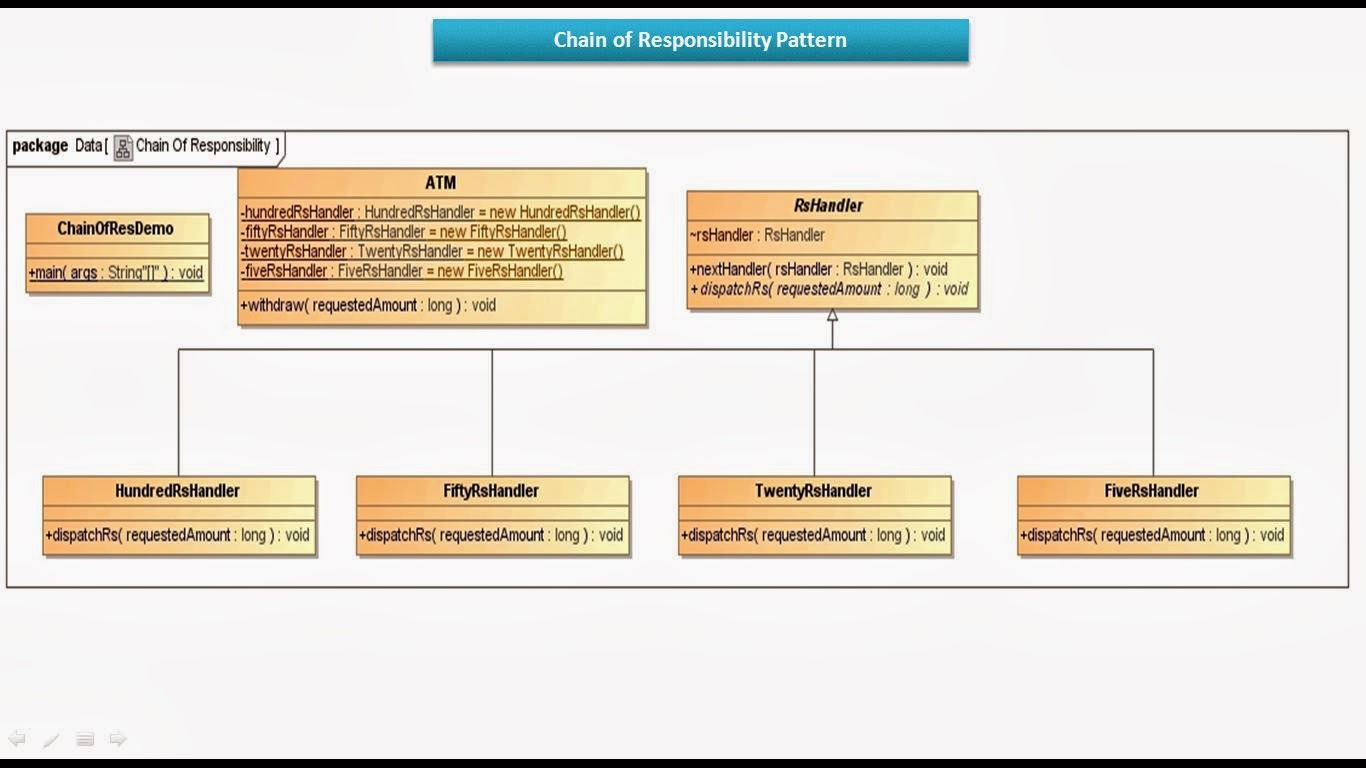 Chain of Responsibility Pattern
package Data[ Chain Of Responsibility ]
ChainOfResDemo
+main( args : String"[]" ) : void
ATM
-hundredRsHandler : HundredRsHandler = new HundredRsHandler()
-fiftyRsHandler : FiftyRsHandler = new FiftyRsHandler()
-twentyRsHandler : TwentyRsHandler = new TwentyRsHandler()
-fiveRsHandler : FiveRsHandler = new FiveRsHandler()
+withdraw( requestedAmount : long ) : void
RsHandler
~rsHandler : RsHandler
+nextHandler( rsHandler : RsHandler ) : void
+dispatchRs( requestedAmount : long ) : void
HundredRsHandler
+dispatchRs( requestedAmount : long ) : void
FiftyRsHandler
+dispatchRs( requestedAmount : long ) : void
TwentyRsHandler
+dispatchRs( requestedAmount : long ) : void
FiveRsHandler
+dispatchRs( requestedAmount : long ) : void